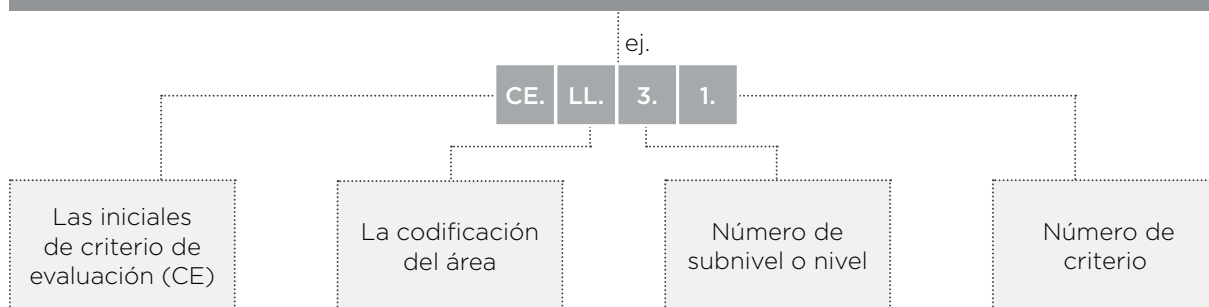 ej.
CE. LL. 3. 1.
Las iniciales
de criterio de
evaluación (CE)
La codificación
del área
Número de
subnivel o nivel
Número de
criterio